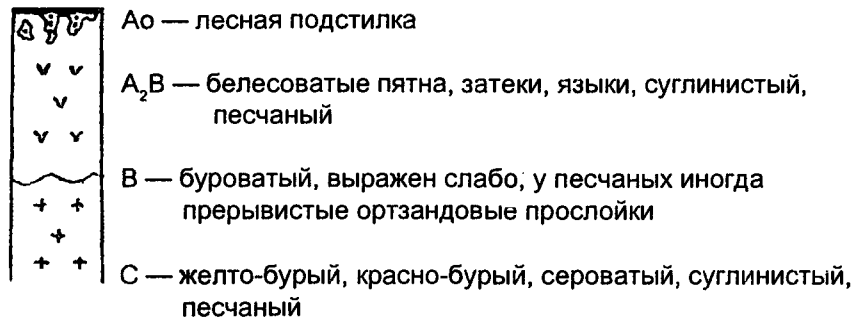 Ао — лесная подстилка
А₂В — белесоватые пятна, затеки, языки, суглинистый,
песчаный
В — буроватый, выражен слабо, у песчаных иногда
прерывистые ортзандовые прослойки
С — желто-бурый, красно-бурый, сероватый, суглинистый,
песчаный